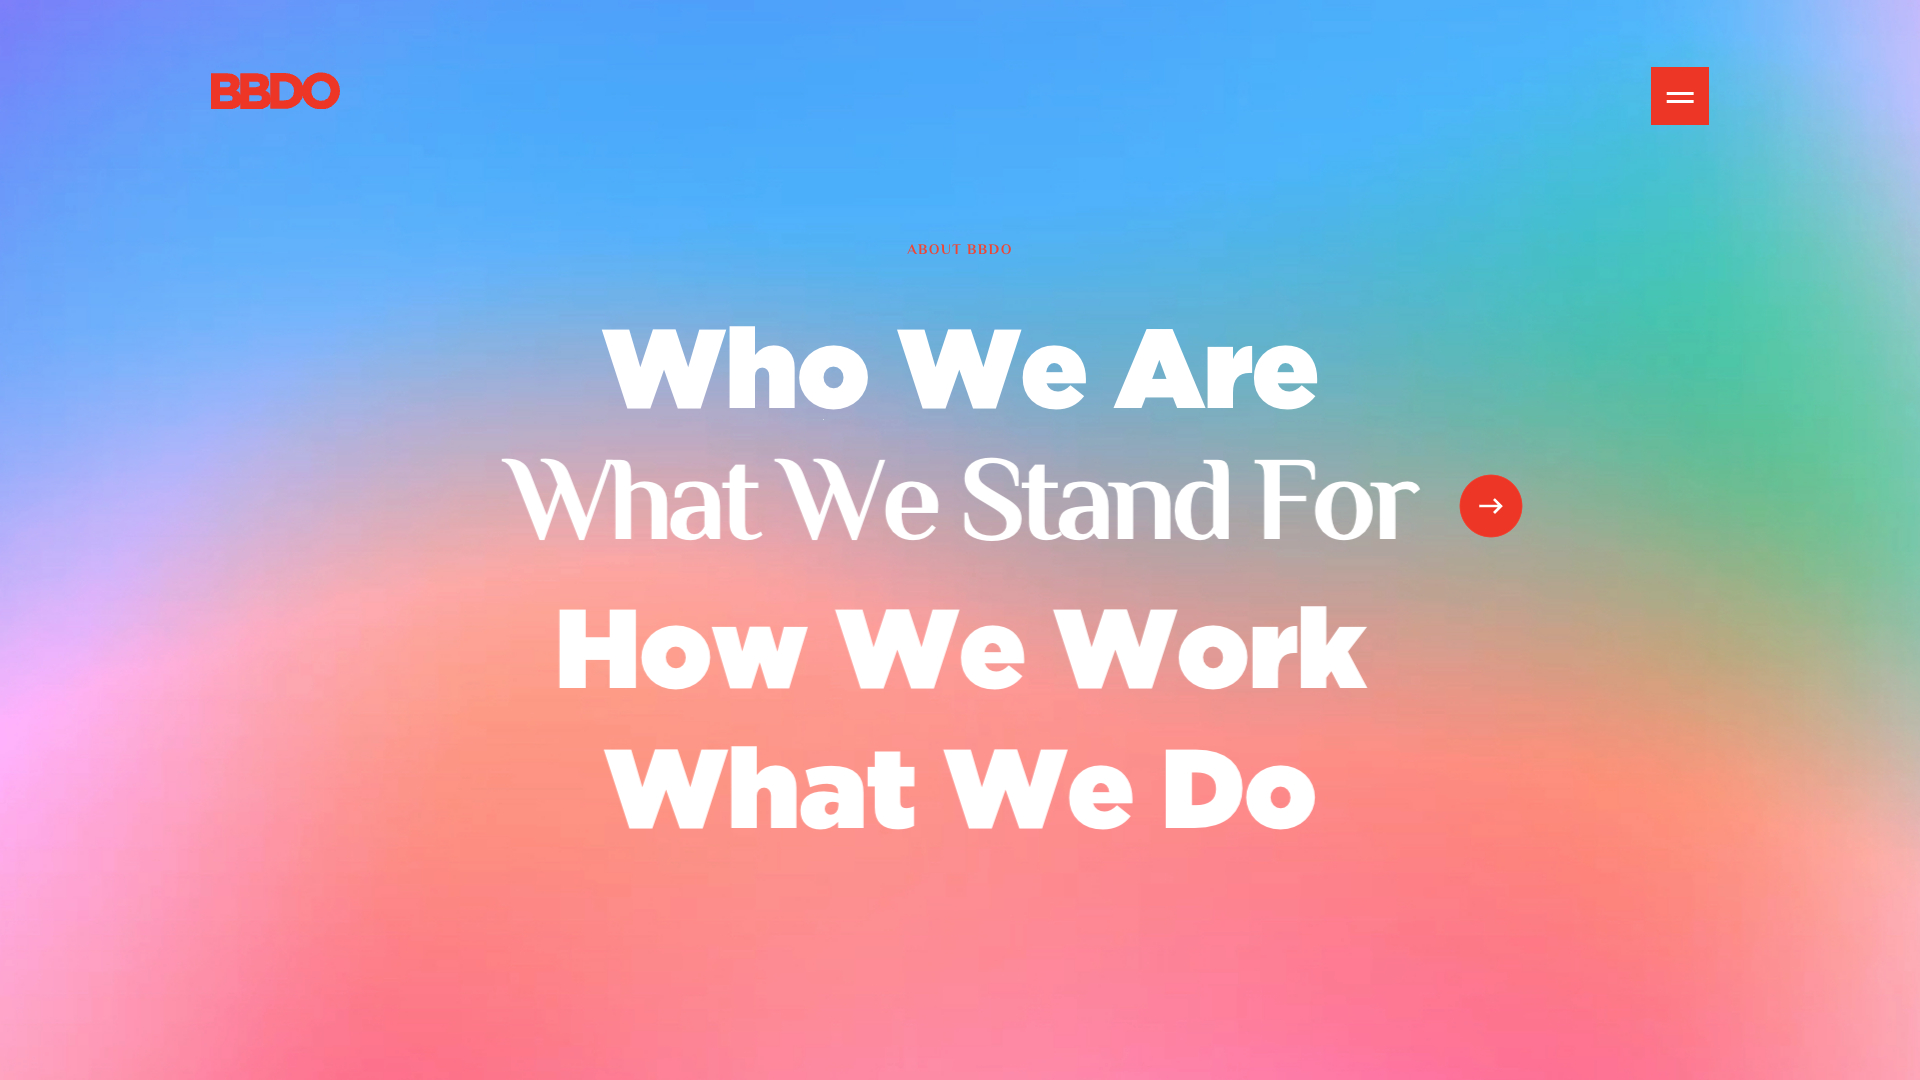 BBDO
ABOUT BBDO
Who We Are
What We Stand For
How We Work
What We Do